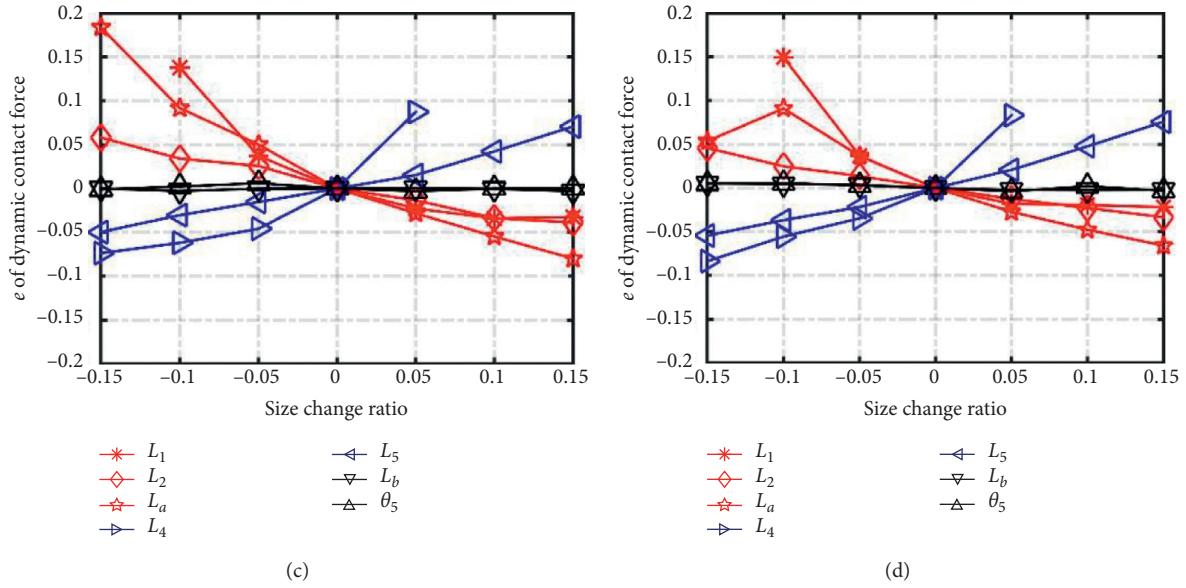 0.2
0.15
0.1
0.05
0
–0.05
–0.1
–0.15
–0.2
e of dynamic contact force
–0.15 –0.1 –0.05 0 0.05 0.1 0.15
Size change ratio
L1
L2
La
L4
L5
Lb
θ5
(c)
0.2
0.15
0.1
0.05
0
–0.05
–0.1
–0.15
–0.2
e of dynamic contact force
–0.15 –0.1 –0.05 0 0.05 0.1 0.15
Size change ratio
L1
L2
La
L4
L5
Lb
θ5
(d)